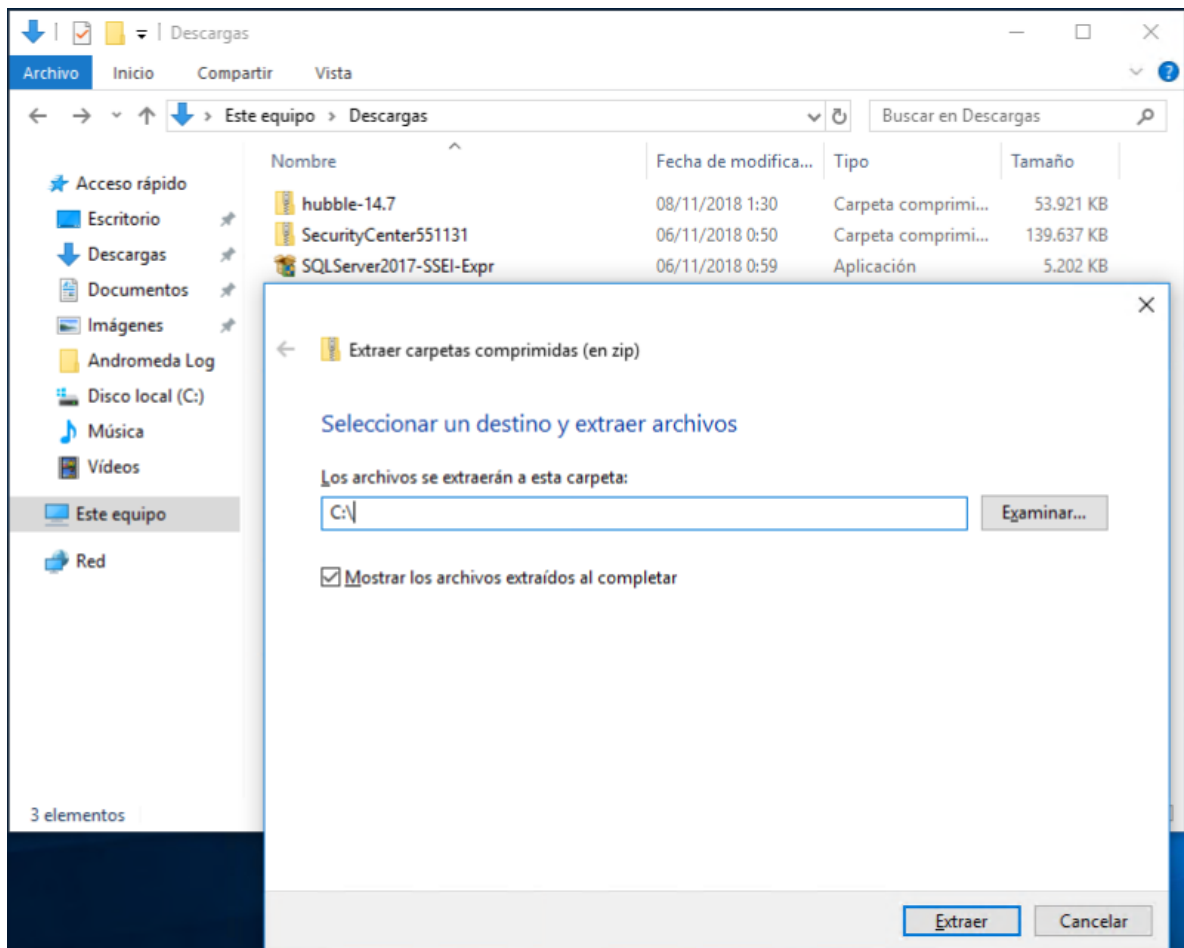 Descargas
Archivo Inicio Compartir Vista
Este equipo > Descargas Buscar en Descargas
Nombre Fecha de modifica... Tipo Tamaño
Acceso rápido
Escritorio
Descargas
Documentos
Imágenes
Andromeda Log
Disco local (C:)
Música
Vídeos
Este equipo
Red
hubble-14.7 08/11/2018 1:30 Carpeta comprimi... 53.921 KB
SecurityCenter551131 06/11/2018 0:50 Carpeta comprimi... 139.637 KB
SQLServer2017-SSEI-Expr 06/11/2018 0:59 Aplicación 5.202 KB
Extraer carpetas comprimidas (en zip)
Seleccionar un destino y extraer archivos
Los archivos se extraerán a esta carpeta:
C:\
Examinar...
Mostrar los archivos extraídos al completar
3 elementos
Extraer Cancelar